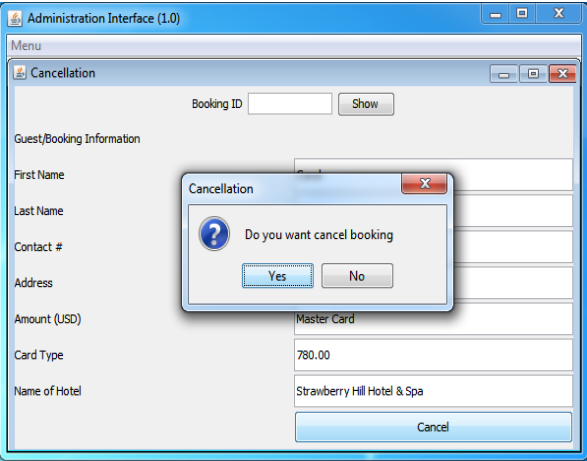 Administration Interface (1.0)
Menu
Cancellation
Booking ID Show
Guest/Booking Information
First Name
Cancellation
Last Name
Do you want cancel booking
Contact #
Yes No
Address
Amount (USD) Master Card
Card Type 780.00
Name of Hotel Strawberry Hill Hotel & Spa
Cancel